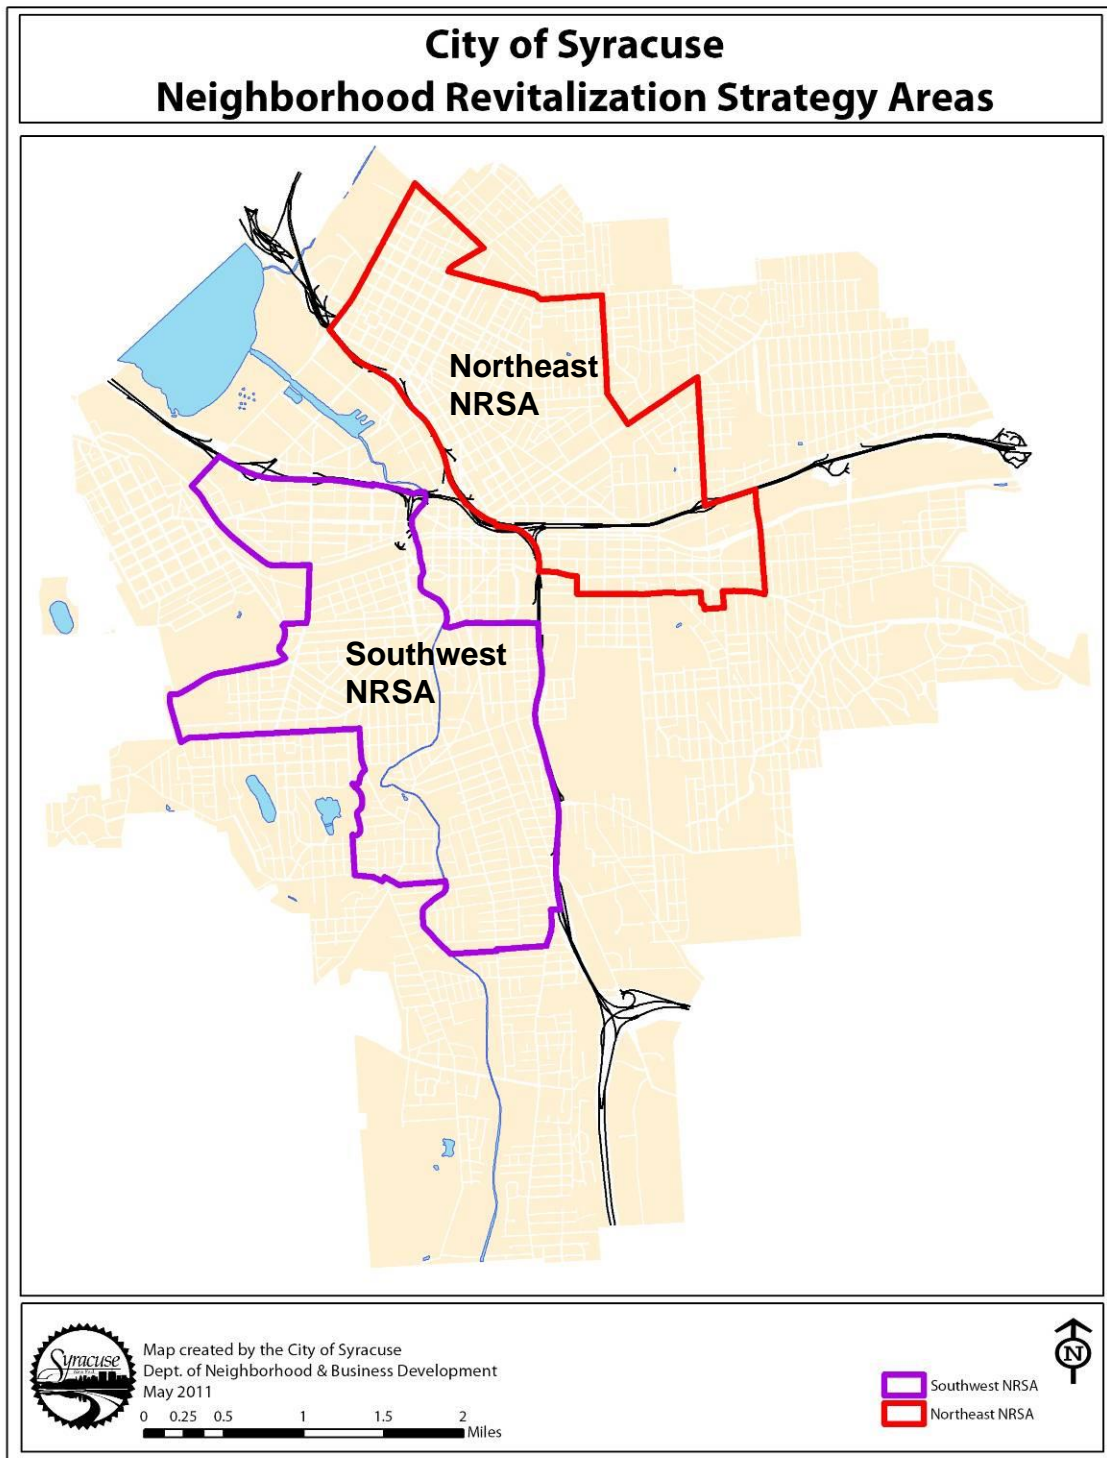 City of Syracuse
Neighborhood Revitalization Strategy Areas
Northeast
NRSA
Southwest
NRSA
Syracuse
Map created by the City of Syracuse
Dept. of Neighborhood & Business Development
May 2011
0 0.25 0.5 1 1.5 2
Miles
N
Southwest NRSA
Northeast NRSA